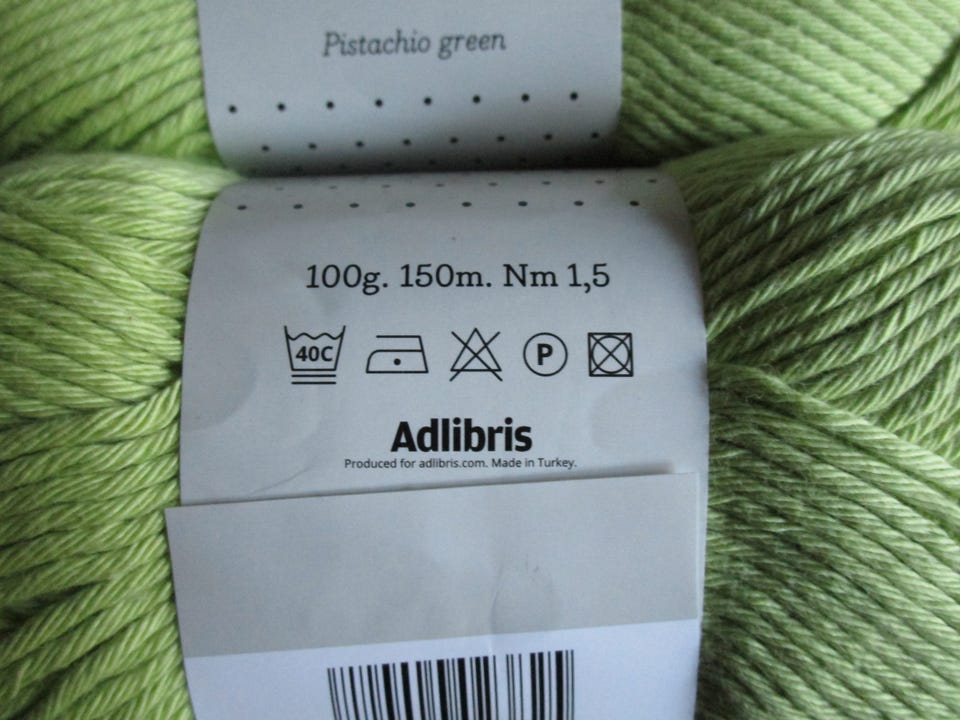 Pistachio green
100g. 150m. Nm 1,5
40C P
Adlibris
Produced for adlibris.com. Made in Turkey.